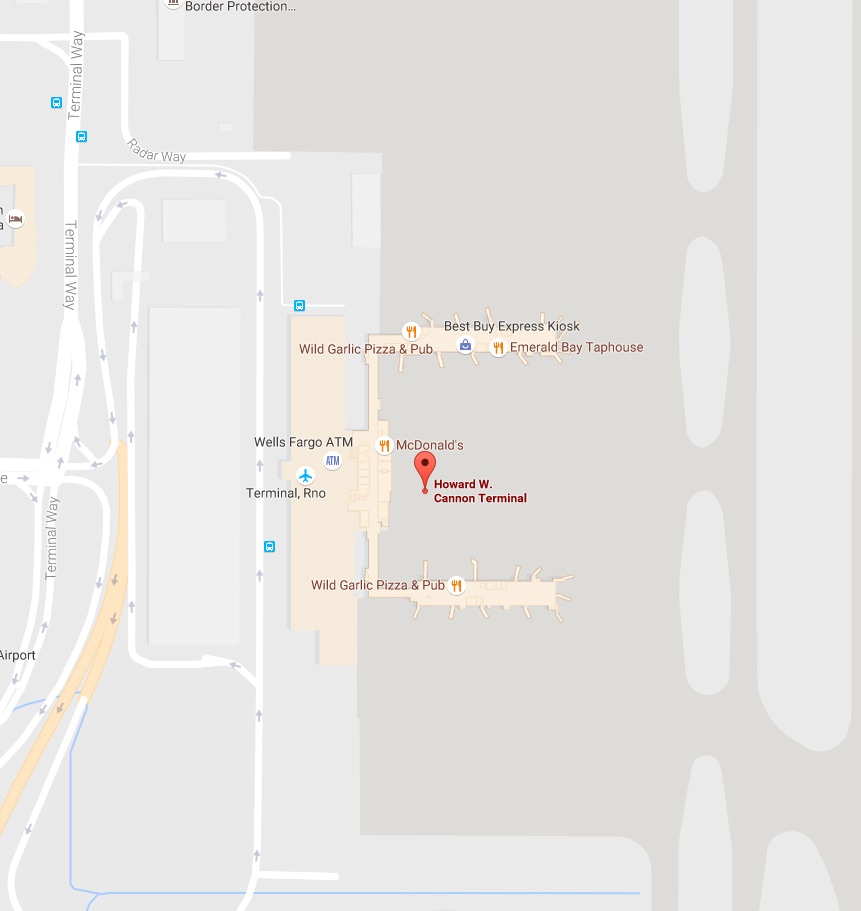 Border Protection...
Terminal Way
Radar Way
Terminal Way
Best Buy Express Kiosk
Wild Garlic Pizza & Pub
Emerald Bay Taphouse
Wells Fargo ATM
McDonald's
ATM
Howard W.
Cannon Terminal
Terminal, Rno
Terminal Way
Wild Garlic Pizza & Pub
Airport